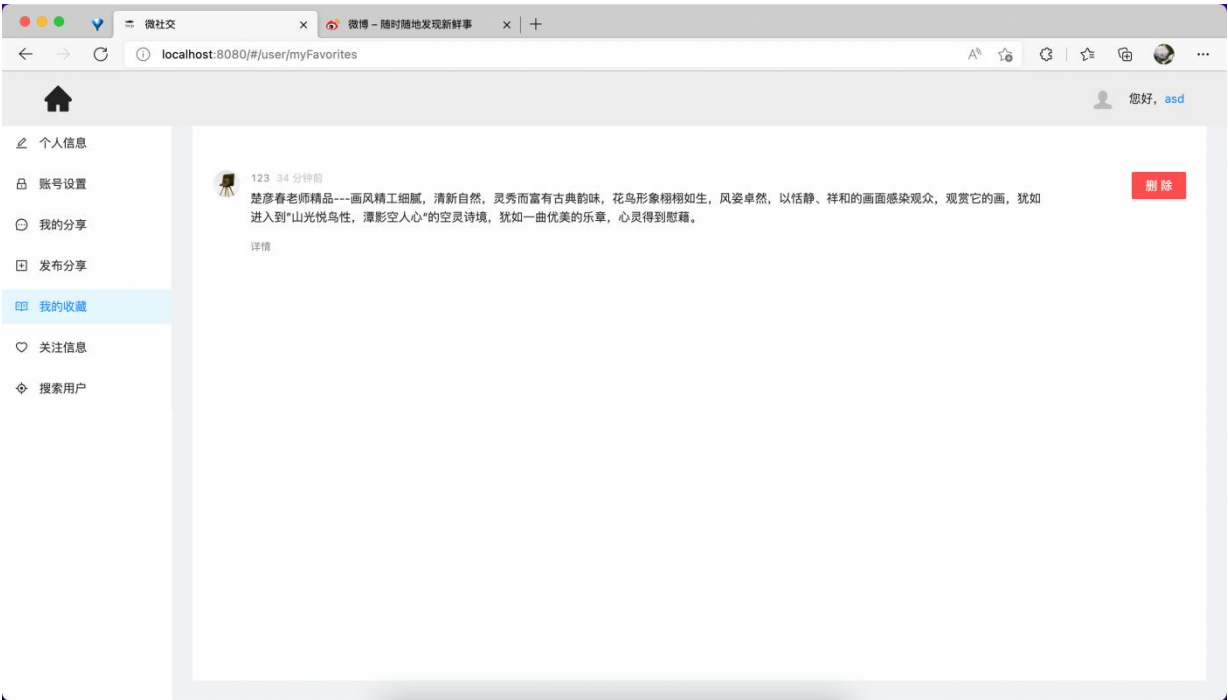 微社交
微博 – 随时随地发现新鲜事
localhost:8080/#/user/myFavorites
您好, asd
个人信息
账号设置
我的分享
发布分享
我的收藏
关注信息
搜索用户
123 34 分钟前
楚彦春老师精品---画风精工细腻，清新自然，灵秀而富有古典韵味，花鸟形象栩栩如生，风姿卓然，以恬静、祥和的画面感染观众，观赏它的画，犹如
进入到"山光悦鸟性，潭影空人心"的空灵诗境，犹如一曲优美的乐章，心灵得到慰藉。
详情
删 除